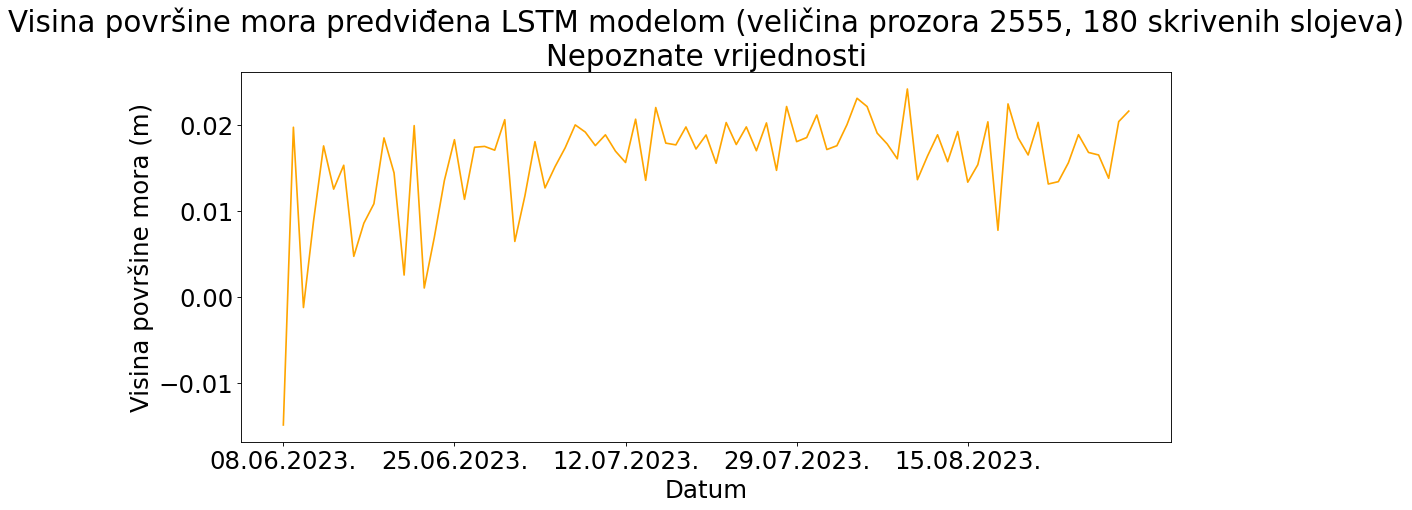 Visina površine mora predviđena LSTM modelom (veličina prozora 2555, 180 skrivenih slojeva)
Nepoznate vrijednosti
Visina površine mora (m)
0.02
0.01
0.00
−0.01
08.06.2023. 25.06.2023. 12.07.2023. 29.07.2023. 15.08.2023.
Datum